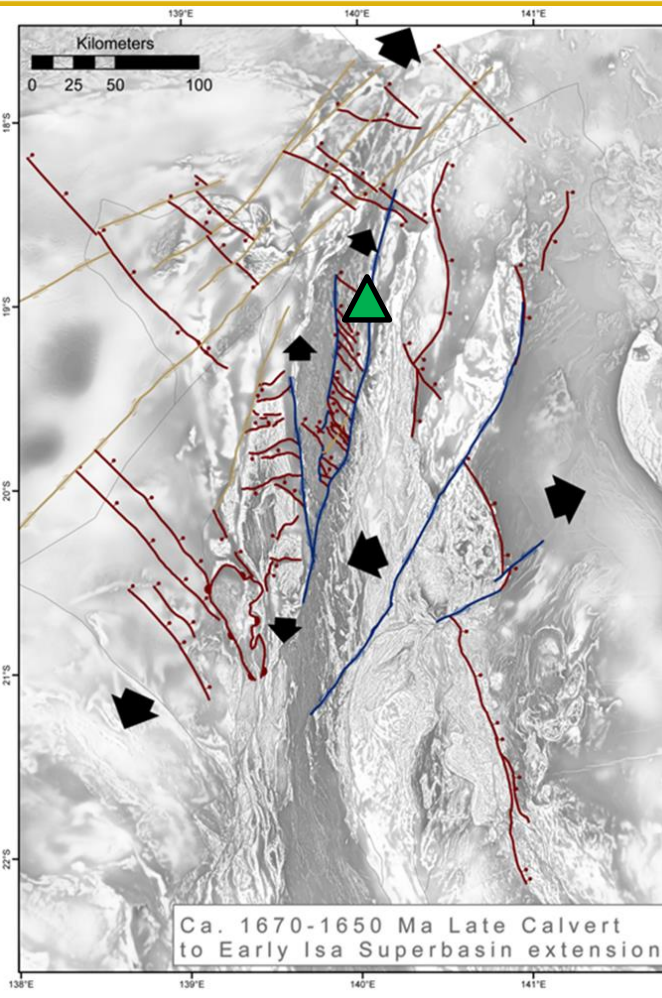 139°E 140°E 141°E
Kilometers
0 25 50 100
18°S
19°S
20°S
21°S
22°S
Ca. 1670-1650 Ma Late Calvert
to Early Isa Superbasin extension
138°E 139°E 140°E 141°E